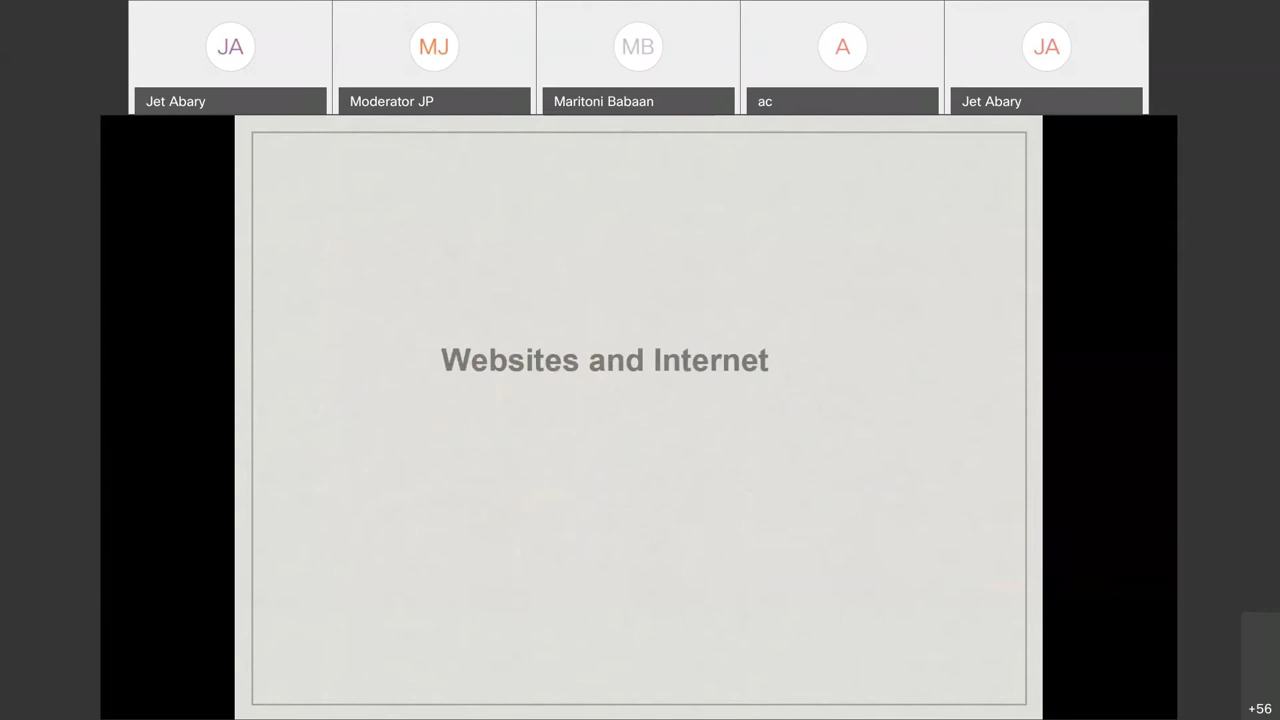 JA
MJ
MB
A
JA
Jet Abary
Moderator JP
Maritoni Babaan
ac
Jet Abary
Websites and Internet
+56